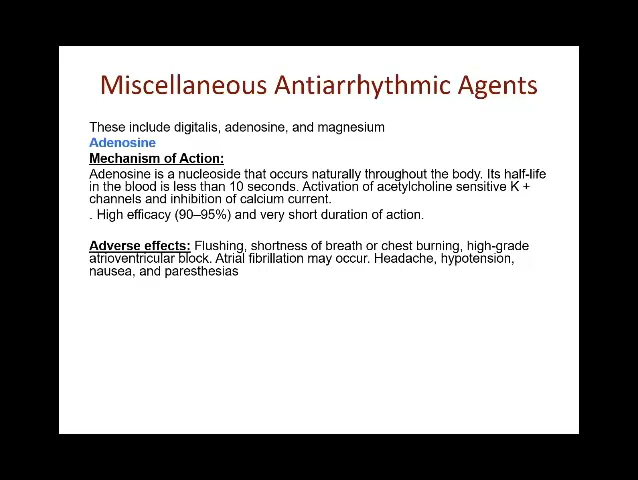 Miscellaneous Antiarrhythmic Agents
These include digitalis, adenosine, and magnesium
Adenosine
Mechanism of Action:
Adenosine is a nucleoside that occurs naturally throughout the body. Its half-life
in the blood is less than 10 seconds. Activation of acetylcholine sensitive K +
channels and inhibition of calcium current.
. High efficacy (90–95%) and very short duration of action.
Adverse effects: Flushing, shortness of breath or chest burning, high-grade
atrioventricular block. Atrial fibrillation may occur. Headache, hypotension,
nausea, and paresthesias